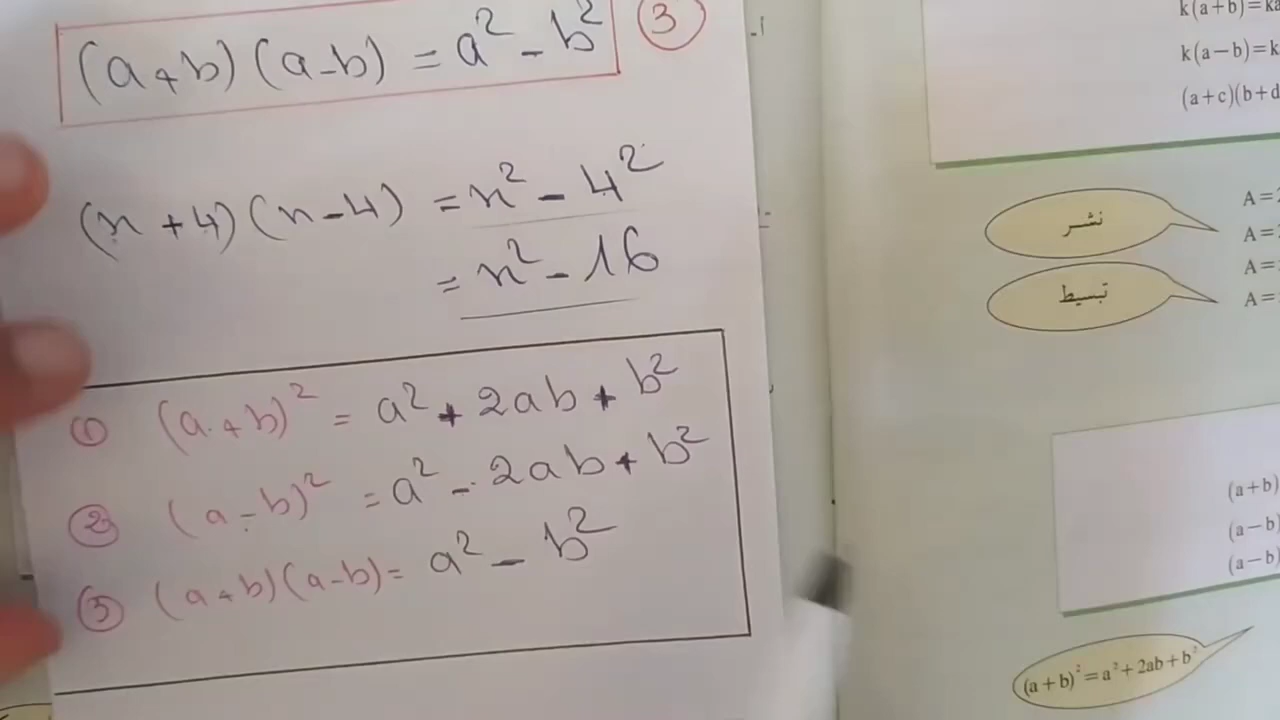 (a+b)(a-b) = a² - b² ③
(x+4)(x-4) = x² - 4²
= x² - 16
① (a+b)² = a² + 2ab + b²
② (a-b)² = a² - 2ab + b²
③ (a+b)(a-b) = a² - b²
k(a+b)=ka
k(a−b)=k
(a+c)(b+d
نشر
تبسيط
A=
A=
A=
A=
(a+b)
(a−b)
(a−b)
(a+b)²=a²+2ab+b²